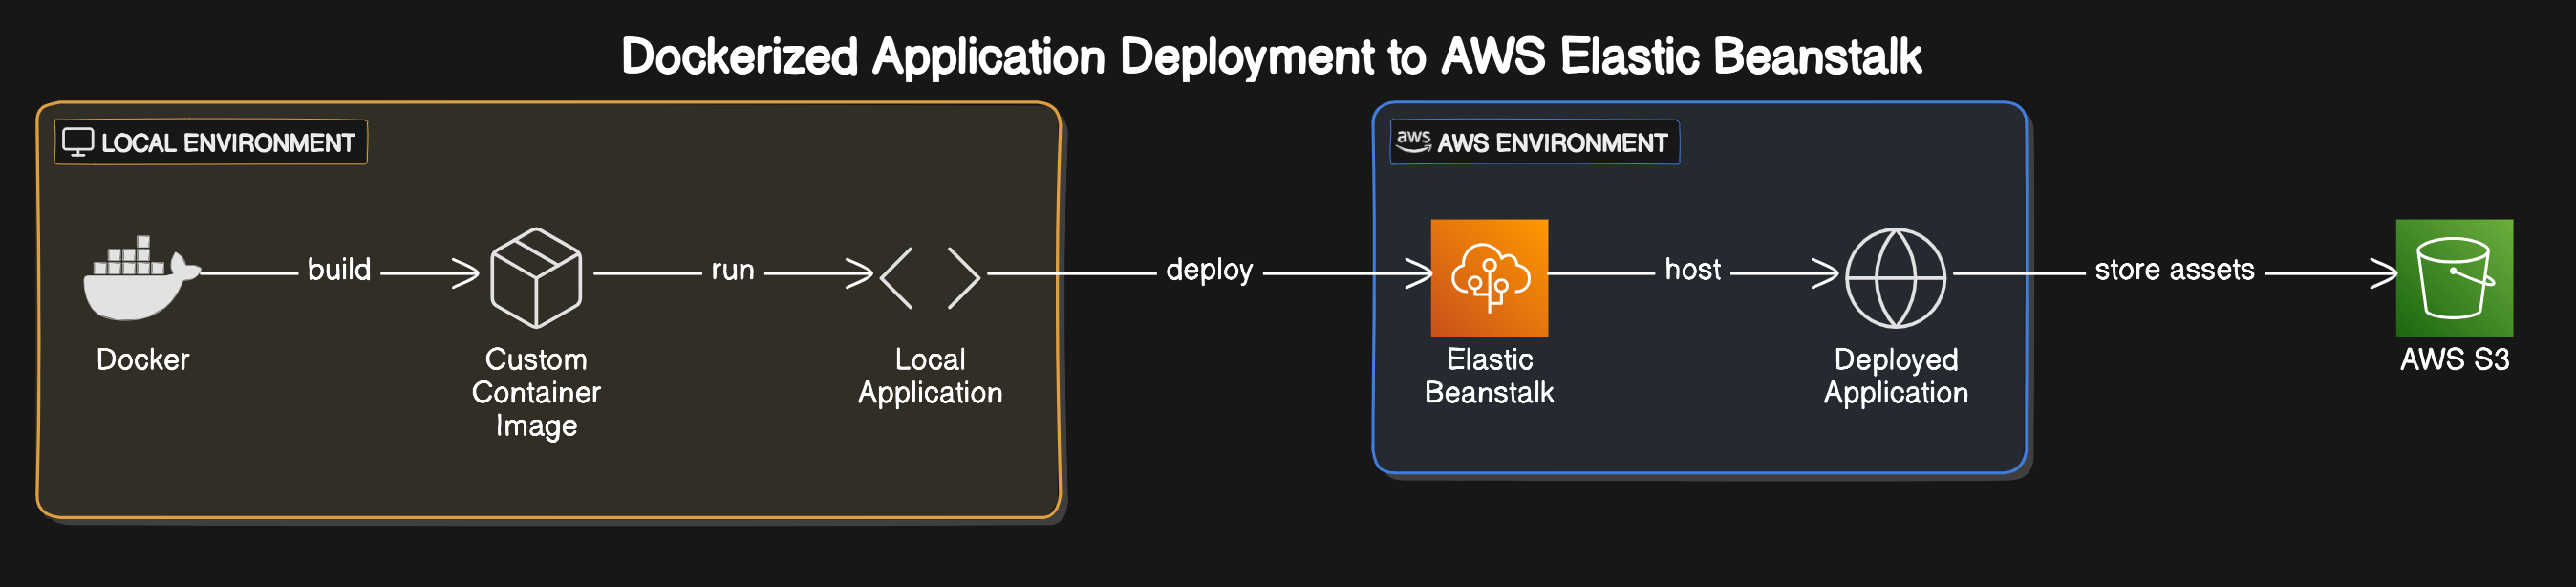 Dockerized Application Deployment to AWS Elastic Beanstalk
LOCAL ENVIRONMENT
aws AWS ENVIRONMENT
build
run
deploy
host
store assets
Docker
Custom
Container
Image
Local
Application
Elastic
Beanstalk
Deployed
Application
AWS S3